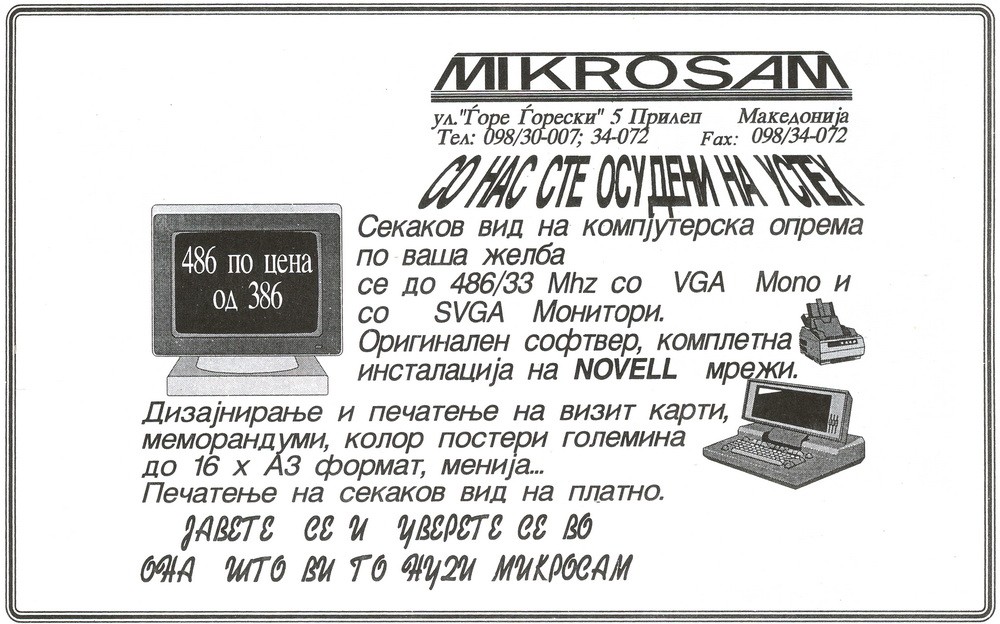 MIKROSAM
ул."Ѓоре Ѓорески" 5 Прилеп Македонија
Тел: 098/30-007; 34-072 Fax: 098/34-072
СО НАС СТЕ ОСУДЕНИ НА УСПЕХ
486 по цена
од 386
Секаков вид на компјутерска опрема
по ваша желба
се до 486/33 Mhz со VGA Mono и
со SVGA Монитори.
Оригинален софтвер, комплетна
инсталација на NOVELL мрежи.
Дизајнирање и печатење на визит карти,
меморандуми, колор постери големина
до 16 х А3 формат, менија...
Печатење на секаков вид на платно.
ЈАВЕТЕ СЕ И УВЕРЕТЕ СЕ ВО
ОНА ШТО ВИ ГО НУДИ МИКРОСАМ